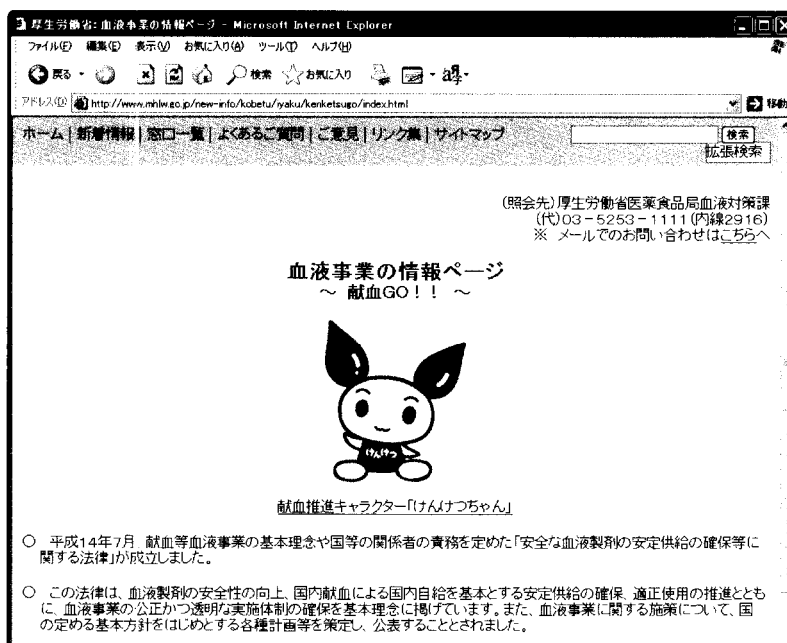 厚生労働省:血液事業の情報ページ - Microsoft Internet Explorer
ファイル(F) 編集(E) 表示(V) お気に入り(A) ツール(T) ヘルプ(H)
戻る 検索 お気に入り
アドレス(D) http://www.mhlw.go.jp/new-info/kobetu/yaku/kenketsugo/index.html 移動
ホーム | 新着情報 | 窓口一覧 | よくあるご質問 | ご意見 | リンク集 | サイトマップ 検索
拡張検索
(照会先)厚生労働省医薬食品局血液対策課
(代)03-5253-1111(内線2916)
※ メールでのお問い合わせはこちらへ
血液事業の情報ページ
~ 献血GO!! ~
けんけつ
献血推進キャラクター「けんけつちゃん」
○ 平成14年7月 献血等血液事業の基本理念や国等の関係者の責務を定めた「安全な血液製剤の安定供給の確保等に
関する法律」が成立しました。
○ この法律は、血液製剤の安全性の向上、国内献血による国内自給を基本とする安定供給の確保、適正使用の推進ととも
に、血液事業の公正かつ透明な実施体制の確保を基本理念に掲げています。また、血液事業に関する施策について、国
の定める基本方針をはじめとする各種計画等を策定し、公表することとされました。